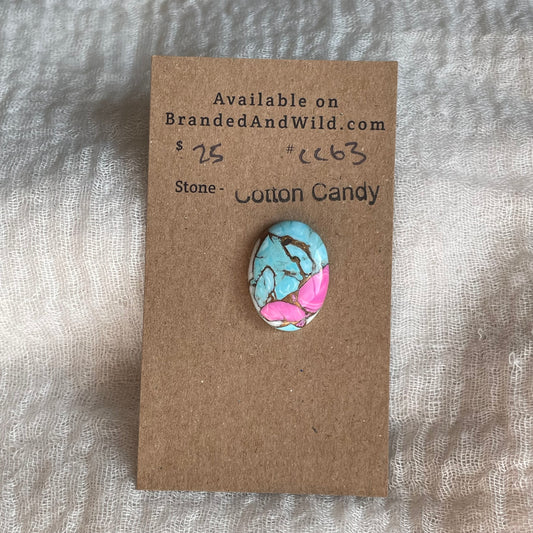 Available on
BrandedAndWild.com
$ 25 # CC63
Stone - Cotton Candy